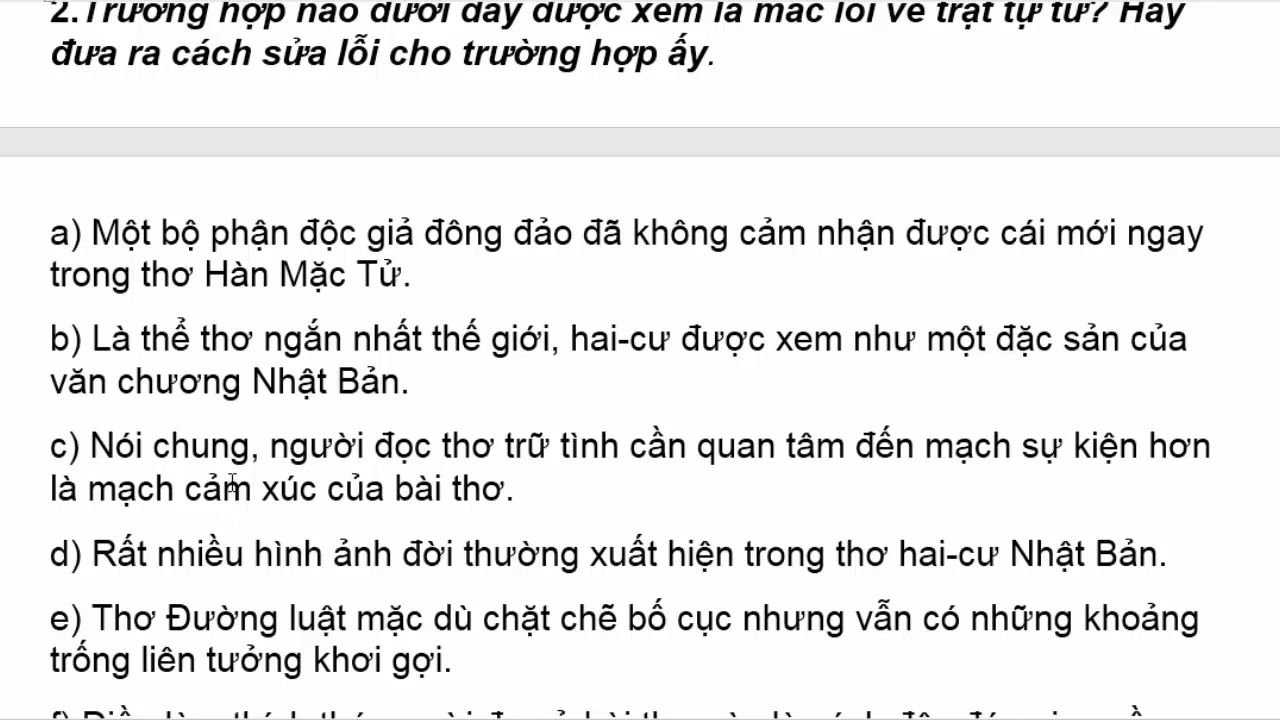 2.Trường hợp nào dưới đây được xem là mắc lỗi về trật tự từ? Hãy
đưa ra cách sửa lỗi cho trường hợp ấy.
a) Một bộ phận độc giả đông đảo đã không cảm nhận được cái mới ngay
trong thơ Hàn Mặc Tử.
b) Là thể thơ ngắn nhất thế giới, hai-cư được xem như một đặc sản của
văn chương Nhật Bản.
c) Nói chung, người đọc thơ trữ tình cần quan tâm đến mạch sự kiện hơn
là mạch cảm xúc của bài thơ.
d) Rất nhiều hình ảnh đời thường xuất hiện trong thơ hai-cư Nhật Bản.
e) Thơ Đường luật mặc dù chặt chẽ bố cục nhưng vẫn có những khoảng
trống liên tưởng khơi gợi.